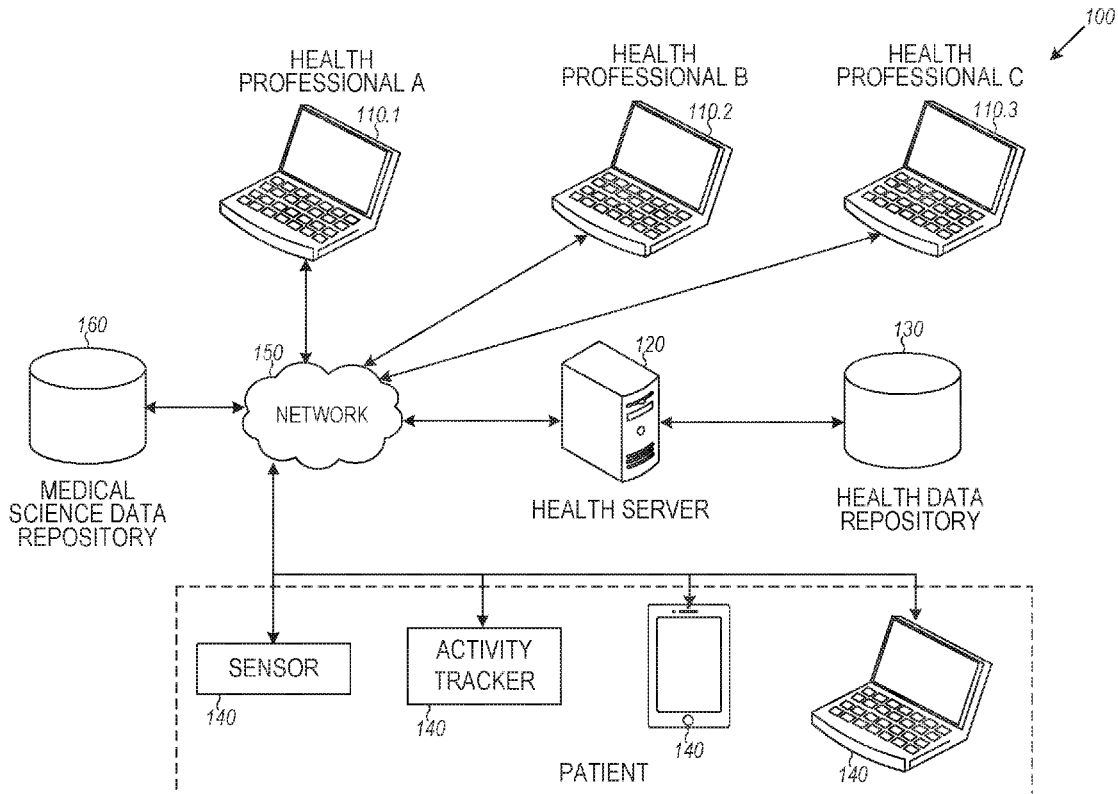 100
HEALTH
PROFESSIONAL A
110.1
HEALTH
PROFESSIONAL B
110.2
HEALTH
PROFESSIONAL C
110.3
160
MEDICAL
SCIENCE DATA
REPOSITORY
150
NETWORK
120
HEALTH SERVER
130
HEALTH DATA
REPOSITORY
SENSOR
140
ACTIVITY
TRACKER
140
140
140
PATIENT